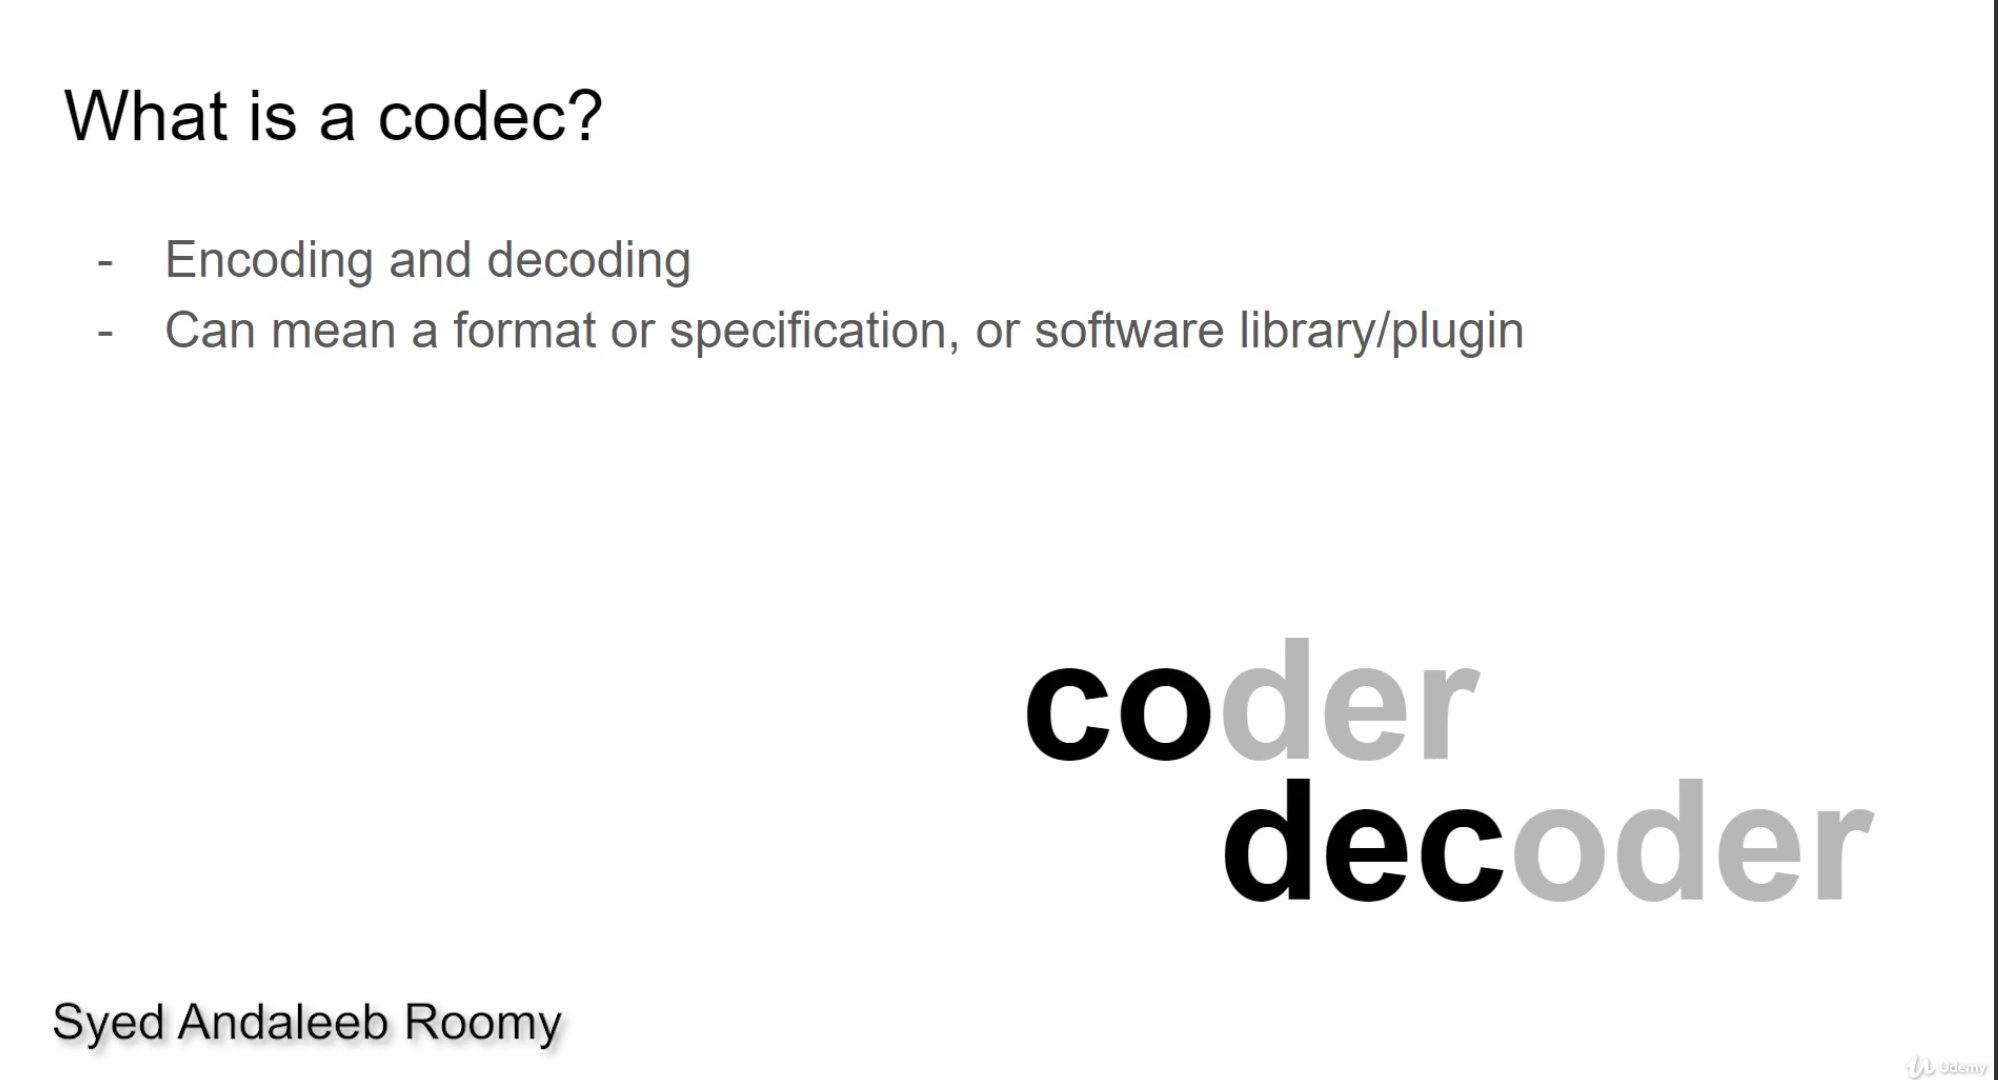 What is a codec?
- Encoding and decoding
- Can mean a format or specification, or software library/plugin
coder
decoder
Syed Andaleeb Roomy
Udemy